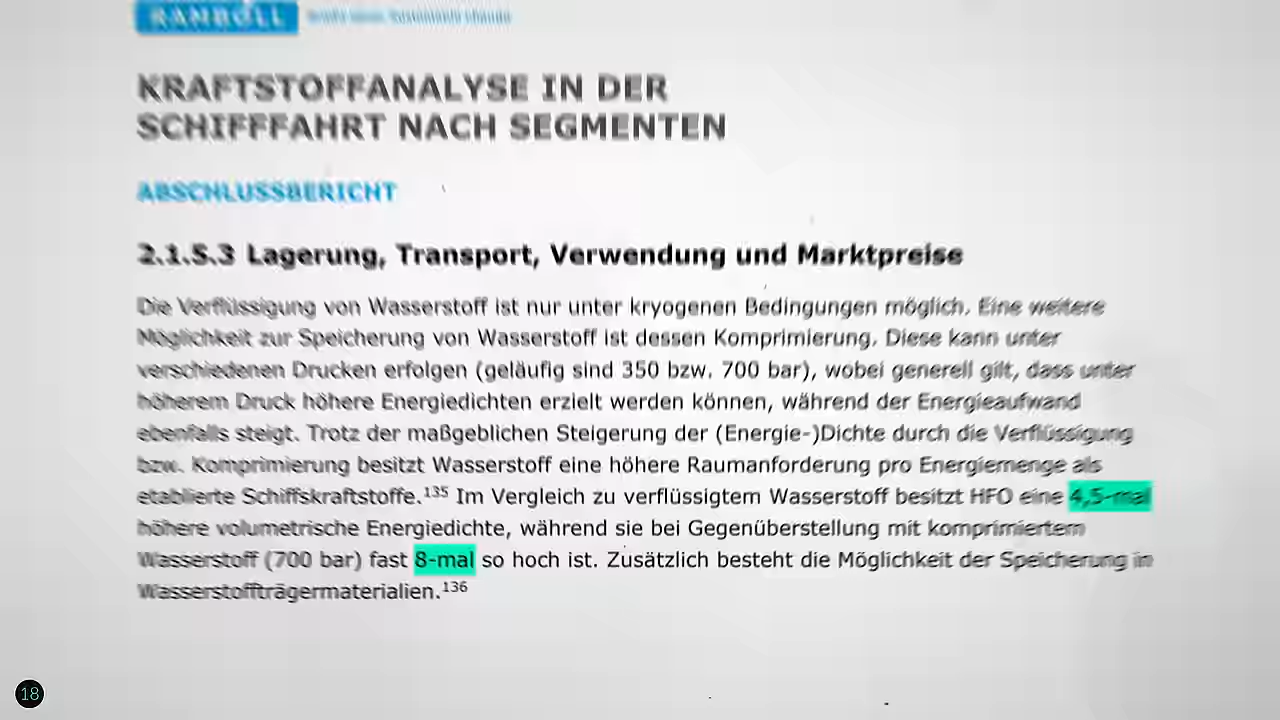 RAMBOLL
KRAFTSTOFFANALYSE IN DER
SCHIFFFAHRT NACH SEGMENTEN
ABSCHLUSSBERICHT
2.1.5.3 Lagerung, Transport, Verwendung und Marktpreise
Die Verflüssigung von Wasserstoff ist nur unter kryogenen Bedingungen möglich. Eine weitere
Möglichkeit zur Speicherung von Wasserstoff ist dessen Komprimierung. Diese kann unter
verschiedenen Drucken erfolgen (geläufig sind 350 bzw. 700 bar), wobei generell gilt, dass unter
höherem Druck höhere Energiedichten erzielt werden können, während der Energieaufwand
ebenfalls steigt. Trotz der maßgeblichen Steigerung der (Energie-)Dichte durch die Verflüssigung
bzw. Komprimierung besitzt Wasserstoff eine höhere Raumanforderung pro Energiemenge als
etablierte Schiffskraftstoffe.¹³⁵ Im Vergleich zu verflüssigtem Wasserstoff besitzt HFO eine 4,5-mal
höhere volumetrische Energiedichte, während sie bei Gegenüberstellung mit komprimiertem
Wasserstoff (700 bar) fast 8-mal so hoch ist. Zusätzlich besteht die Möglichkeit der Speicherung in
Wasserstoffträgermaterialien.¹³⁶
18